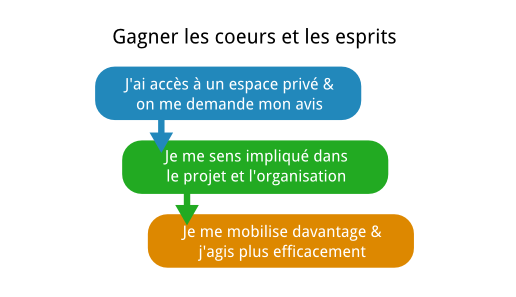 Gagner les coeurs et les esprits
J'ai accès à un espace privé &
on me demande mon avis
Je me sens impliqué dans
le projet et l'organisation
Je me mobilise davantage &
j'agis plus efficacement